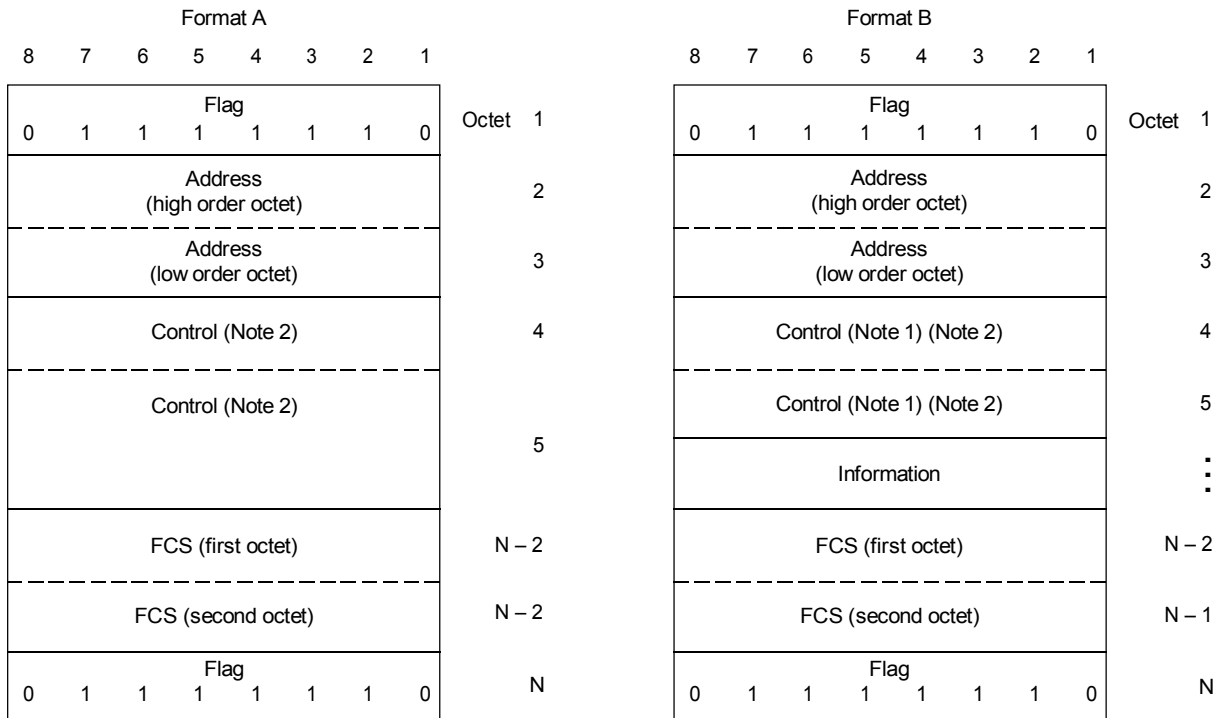 Format A
8 7 6 5 4 3 2 1
Flag
0 1 1 1 1 1 1 0
Octet 1
Address
(high order octet)
2
Address
(low order octet)
3
Control (Note 2)
4
Control (Note 2)
5
FCS (first octet)
N – 2
FCS (second octet)
N – 2
Flag
0 1 1 1 1 1 1 0
N
Format B
8 7 6 5 4 3 2 1
Flag
0 1 1 1 1 1 1 0
Octet 1
Address
(high order octet)
2
Address
(low order octet)
3
Control (Note 1) (Note 2)
4
Control (Note 1) (Note 2)
5
Information
⋮
FCS (first octet)
N – 2
FCS (second octet)
N – 1
Flag
0 1 1 1 1 1 1 0
N